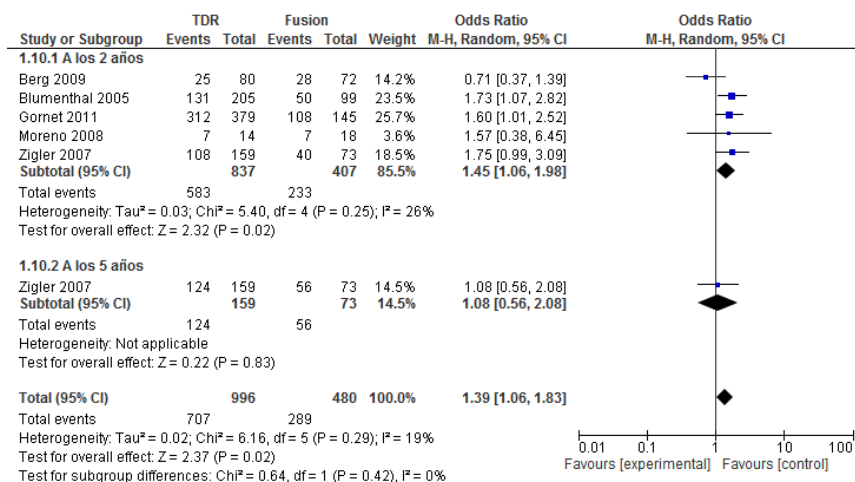 TDR Fusion Odds Ratio Odds Ratio
Study or Subgroup Events Total Events Total Weight M-H, Random, 95% CI M-H, Random, 95% CI
1.10.1 A los 2 años
Berg 2009 25 80 28 72 14.2% 0.71 [0.37, 1.39]
Blumenthal 2005 131 205 50 99 23.5% 1.73 [1.07, 2.82]
Gornet 2011 312 379 108 145 25.7% 1.60 [1.01, 2.52]
Moreno 2008 7 14 7 18 3.6% 1.57 [0.38, 6.45]
Zigler 2007 108 159 40 73 18.5% 1.75 [0.99, 3.09]
Subtotal (95% CI) 837 407 85.5% 1.45 [1.06, 1.98]
Total events 583 233
Heterogeneity: Tau² = 0.03; Chi² = 5.40, df = 4 (P = 0.25); I² = 26%
Test for overall effect: Z = 2.32 (P = 0.02)
1.10.2 A los 5 años
Zigler 2007 124 159 56 73 14.5% 1.08 [0.56, 2.08]
Subtotal (95% CI) 159 73 14.5% 1.08 [0.56, 2.08]
Total events 124 56
Heterogeneity: Not applicable
Test for overall effect: Z = 0.22 (P = 0.83)
Total (95% CI) 996 480 100.0% 1.39 [1.06, 1.83]
Total events 707 289
Heterogeneity: Tau² = 0.02; Chi² = 6.16, df = 5 (P = 0.29); I² = 19%
Test for overall effect: Z = 2.37 (P = 0.02)
Test for subgroup differences: Chi² = 0.64, df = 1 (P = 0.42), I² = 0%
0.01 0.1 1 10 100
Favours [experimental] Favours [control]